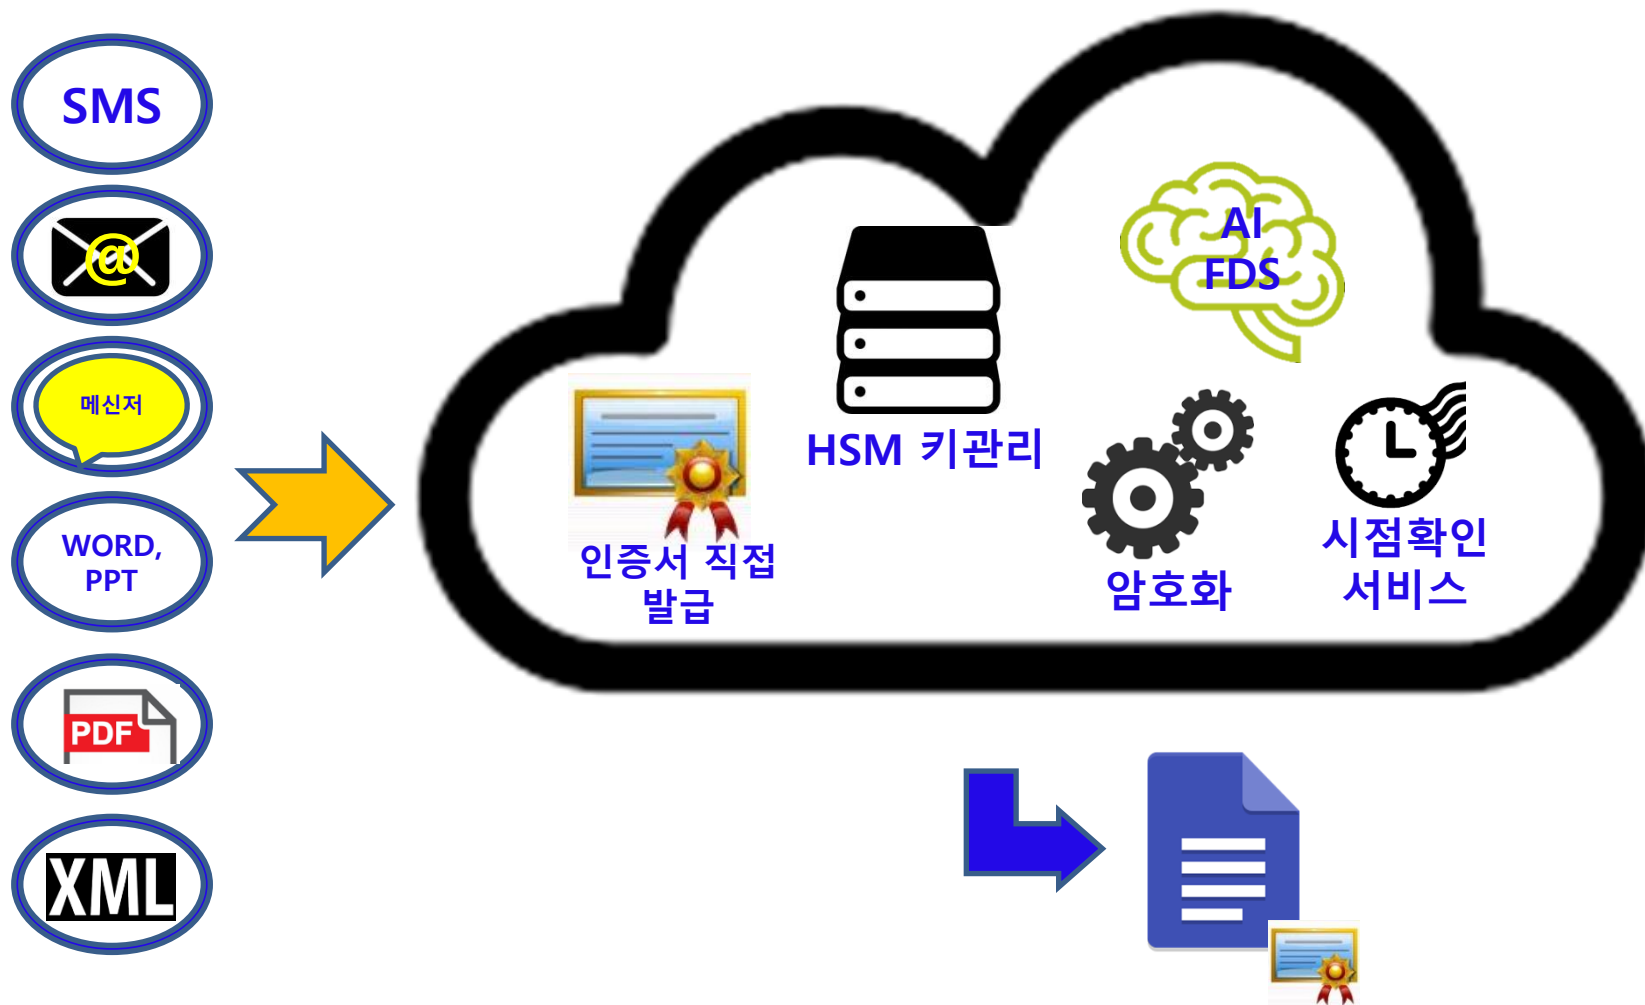 SMS
@
메신저
WORD,
PPT
PDF
XML
인증서 직접
발급
HSM 키관리
AI
FDS
암호화
시점확인
서비스